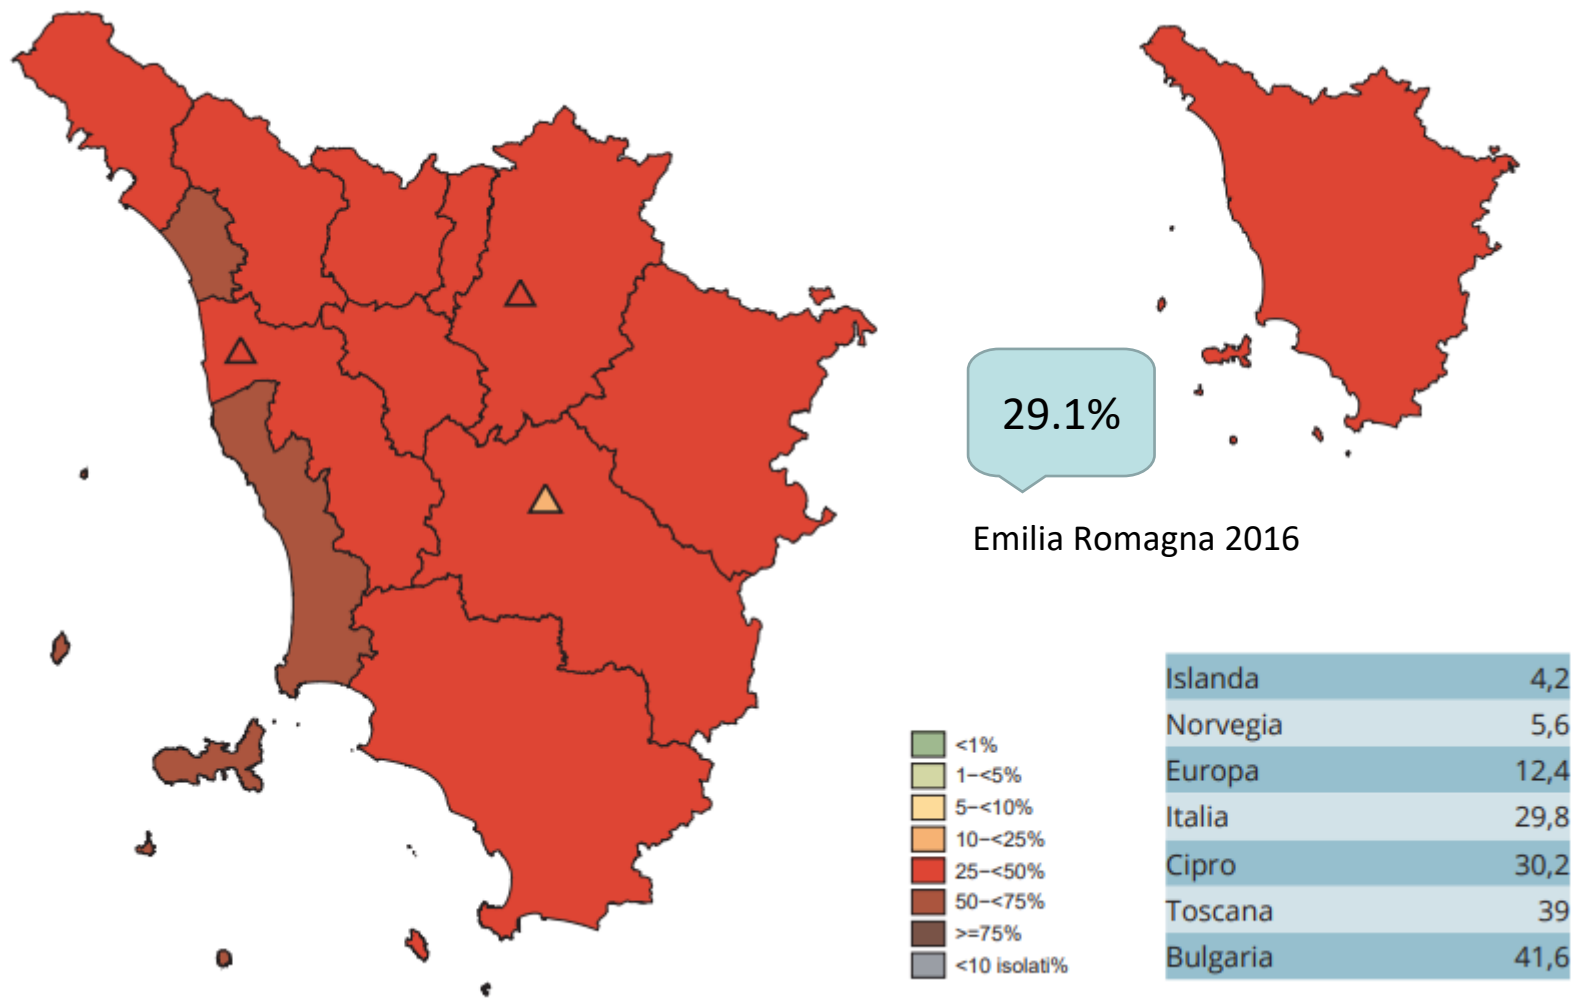 29.1%
Emilia Romagna 2016
<1%
1−<5%
5−<10%
10−<25%
25−<50%
50−<75%
>=75%
<10 isolati%
Islanda 4,2
Norvegia 5,6
Europa 12,4
Italia 29,8
Cipro 30,2
Toscana 39
Bulgaria 41,6